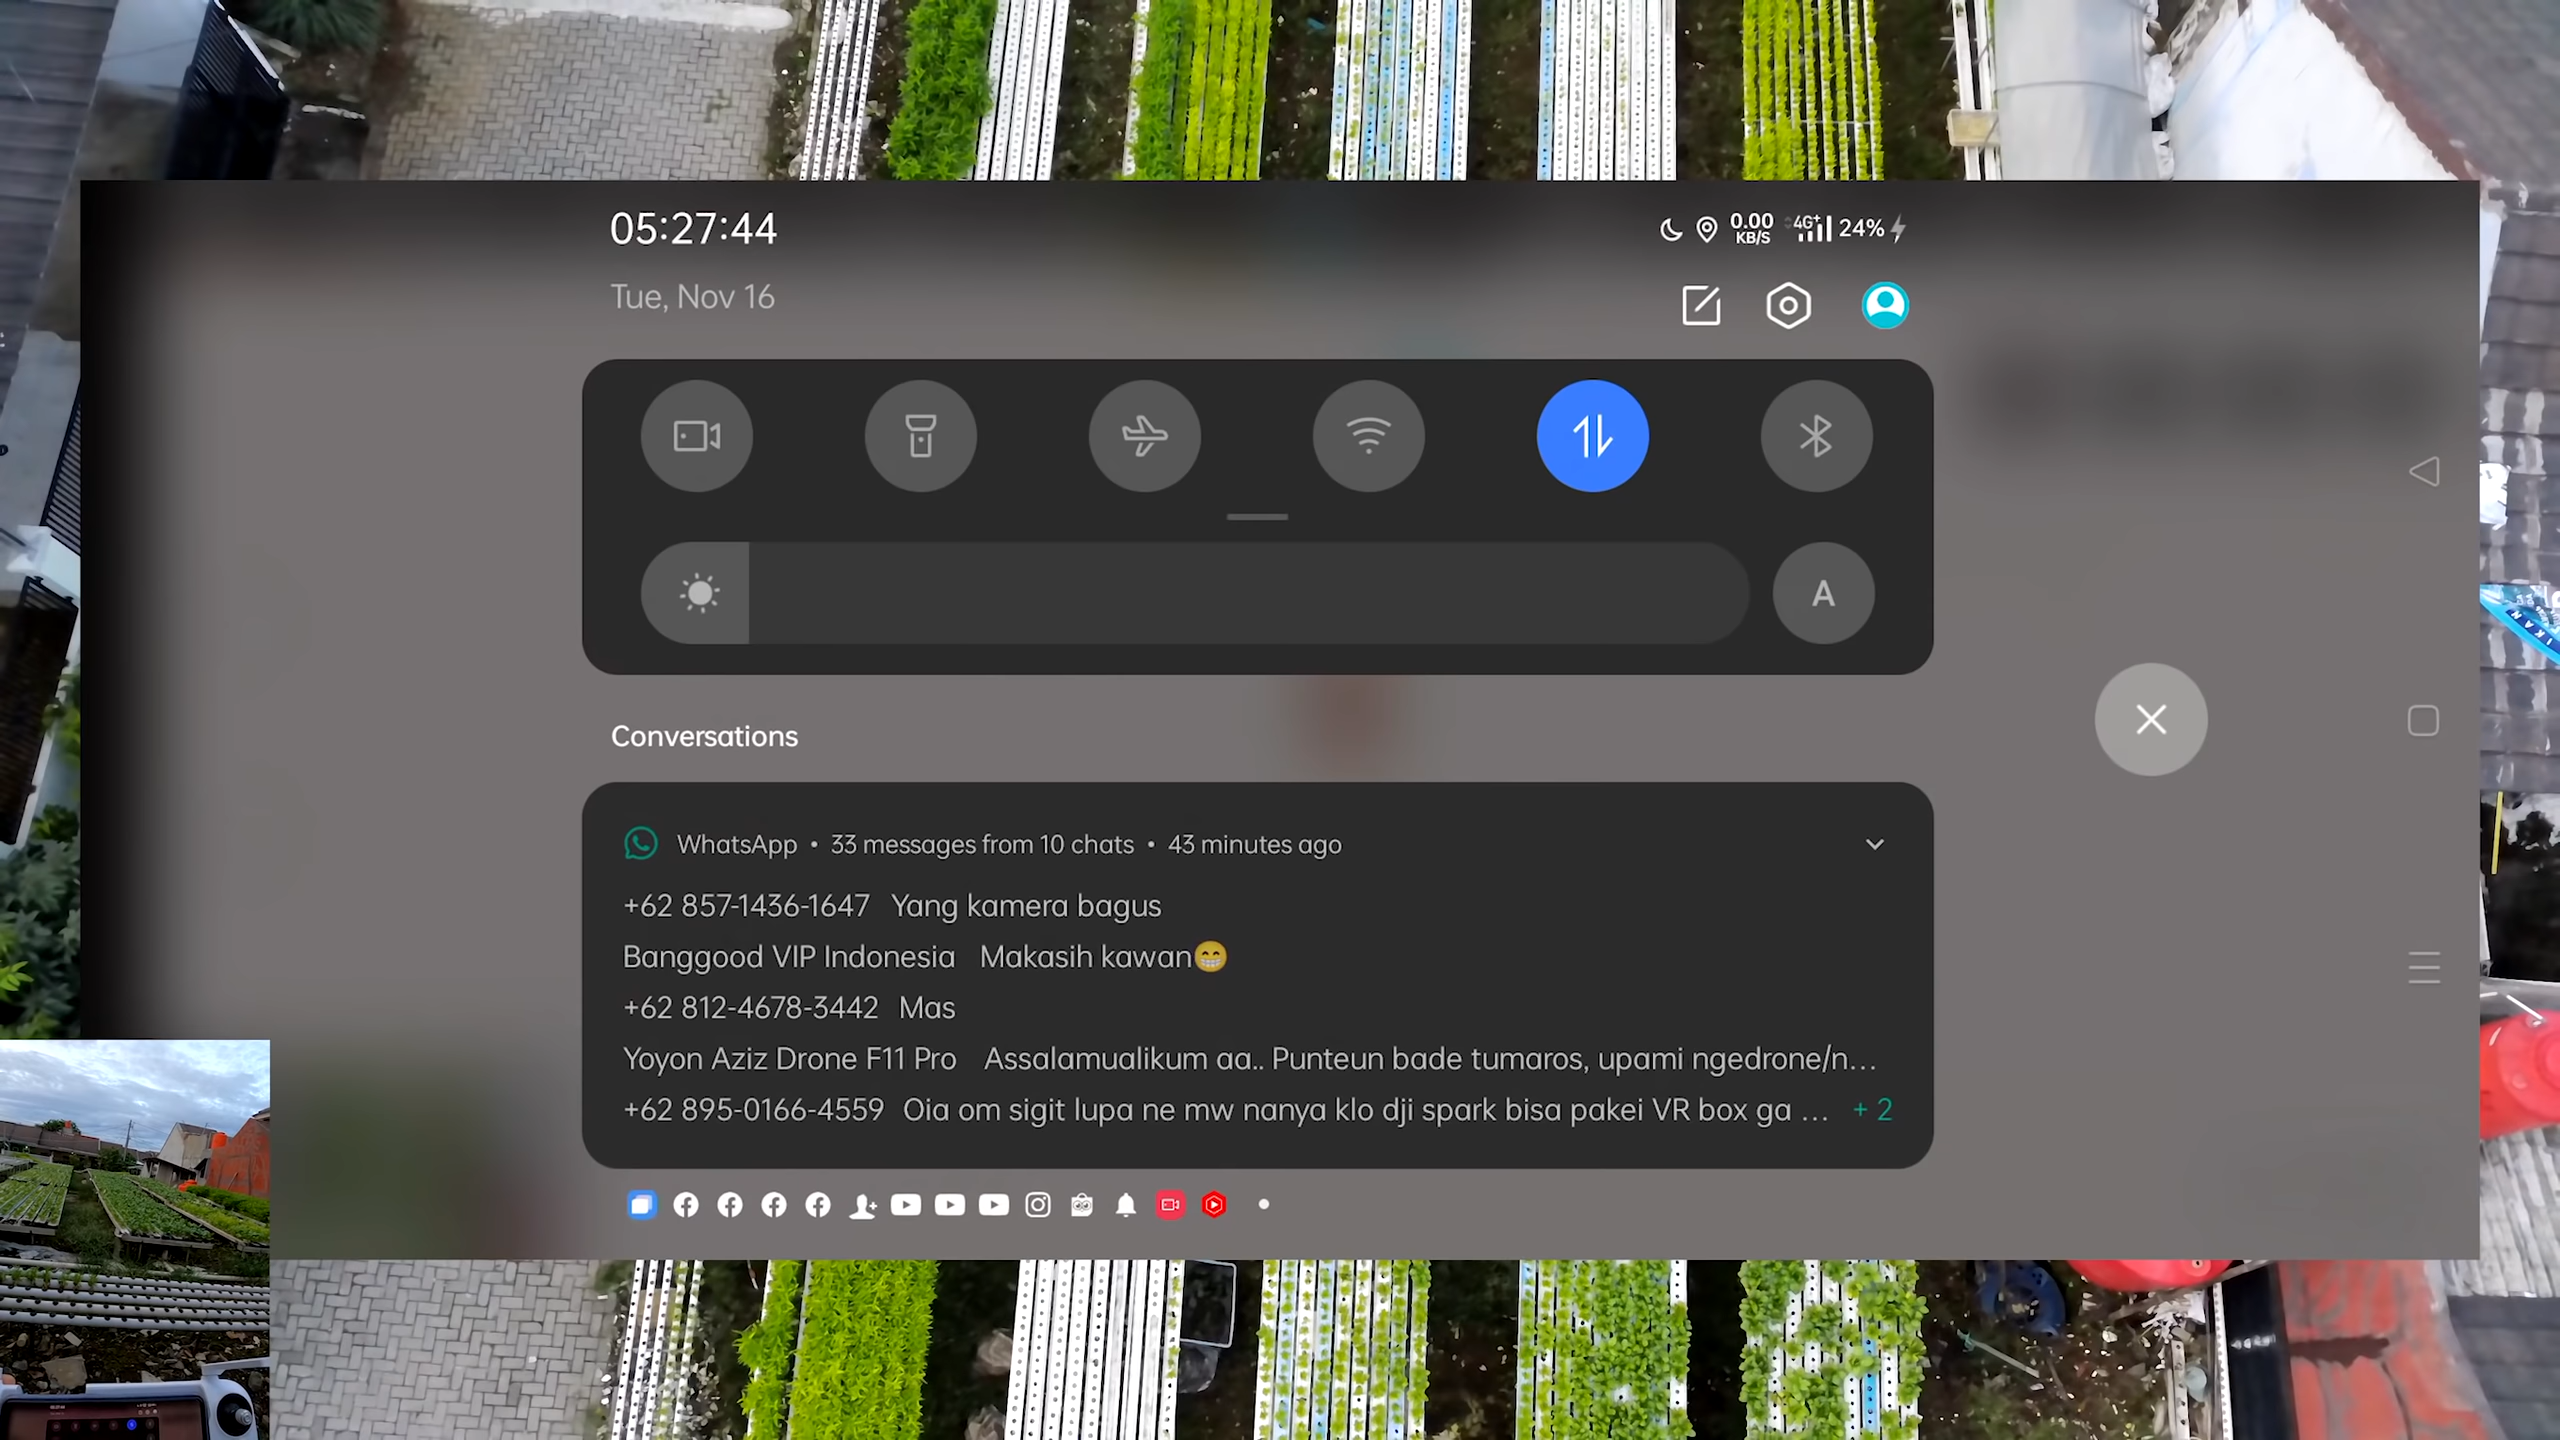 05:27:44
0.00 KB/S 4G+ 24%
Tue, Nov 16
A
Conversations
WhatsApp • 33 messages from 10 chats • 43 minutes ago
+62 857-1436-1647 Yang kamera bagus
Banggood VIP Indonesia Makasih kawan😁
+62 812-4678-3442 Mas
Yoyon Aziz Drone F11 Pro Assalamualikum aa.. Punteun bade tumaros, upami ngedrone/n...
+62 895-0166-4559 Oia om sigit lupa ne mw nanya klo dji spark bisa pakei VR box ga ... + 2
IKAN